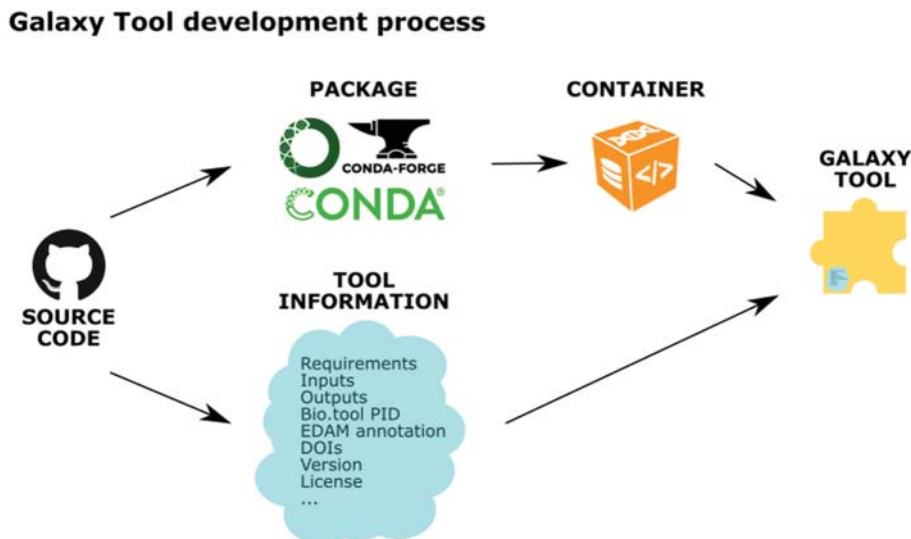 Galaxy Tool development process
PACKAGE
CONDA-FORGE
CONDA®
CONTAINER
</>
GALAXY
TOOL
SOURCE
CODE
TOOL
INFORMATION
Requirements
Inputs
Outputs
Bio.tool PID
EDAM annotation
DOIs
Version
License
...